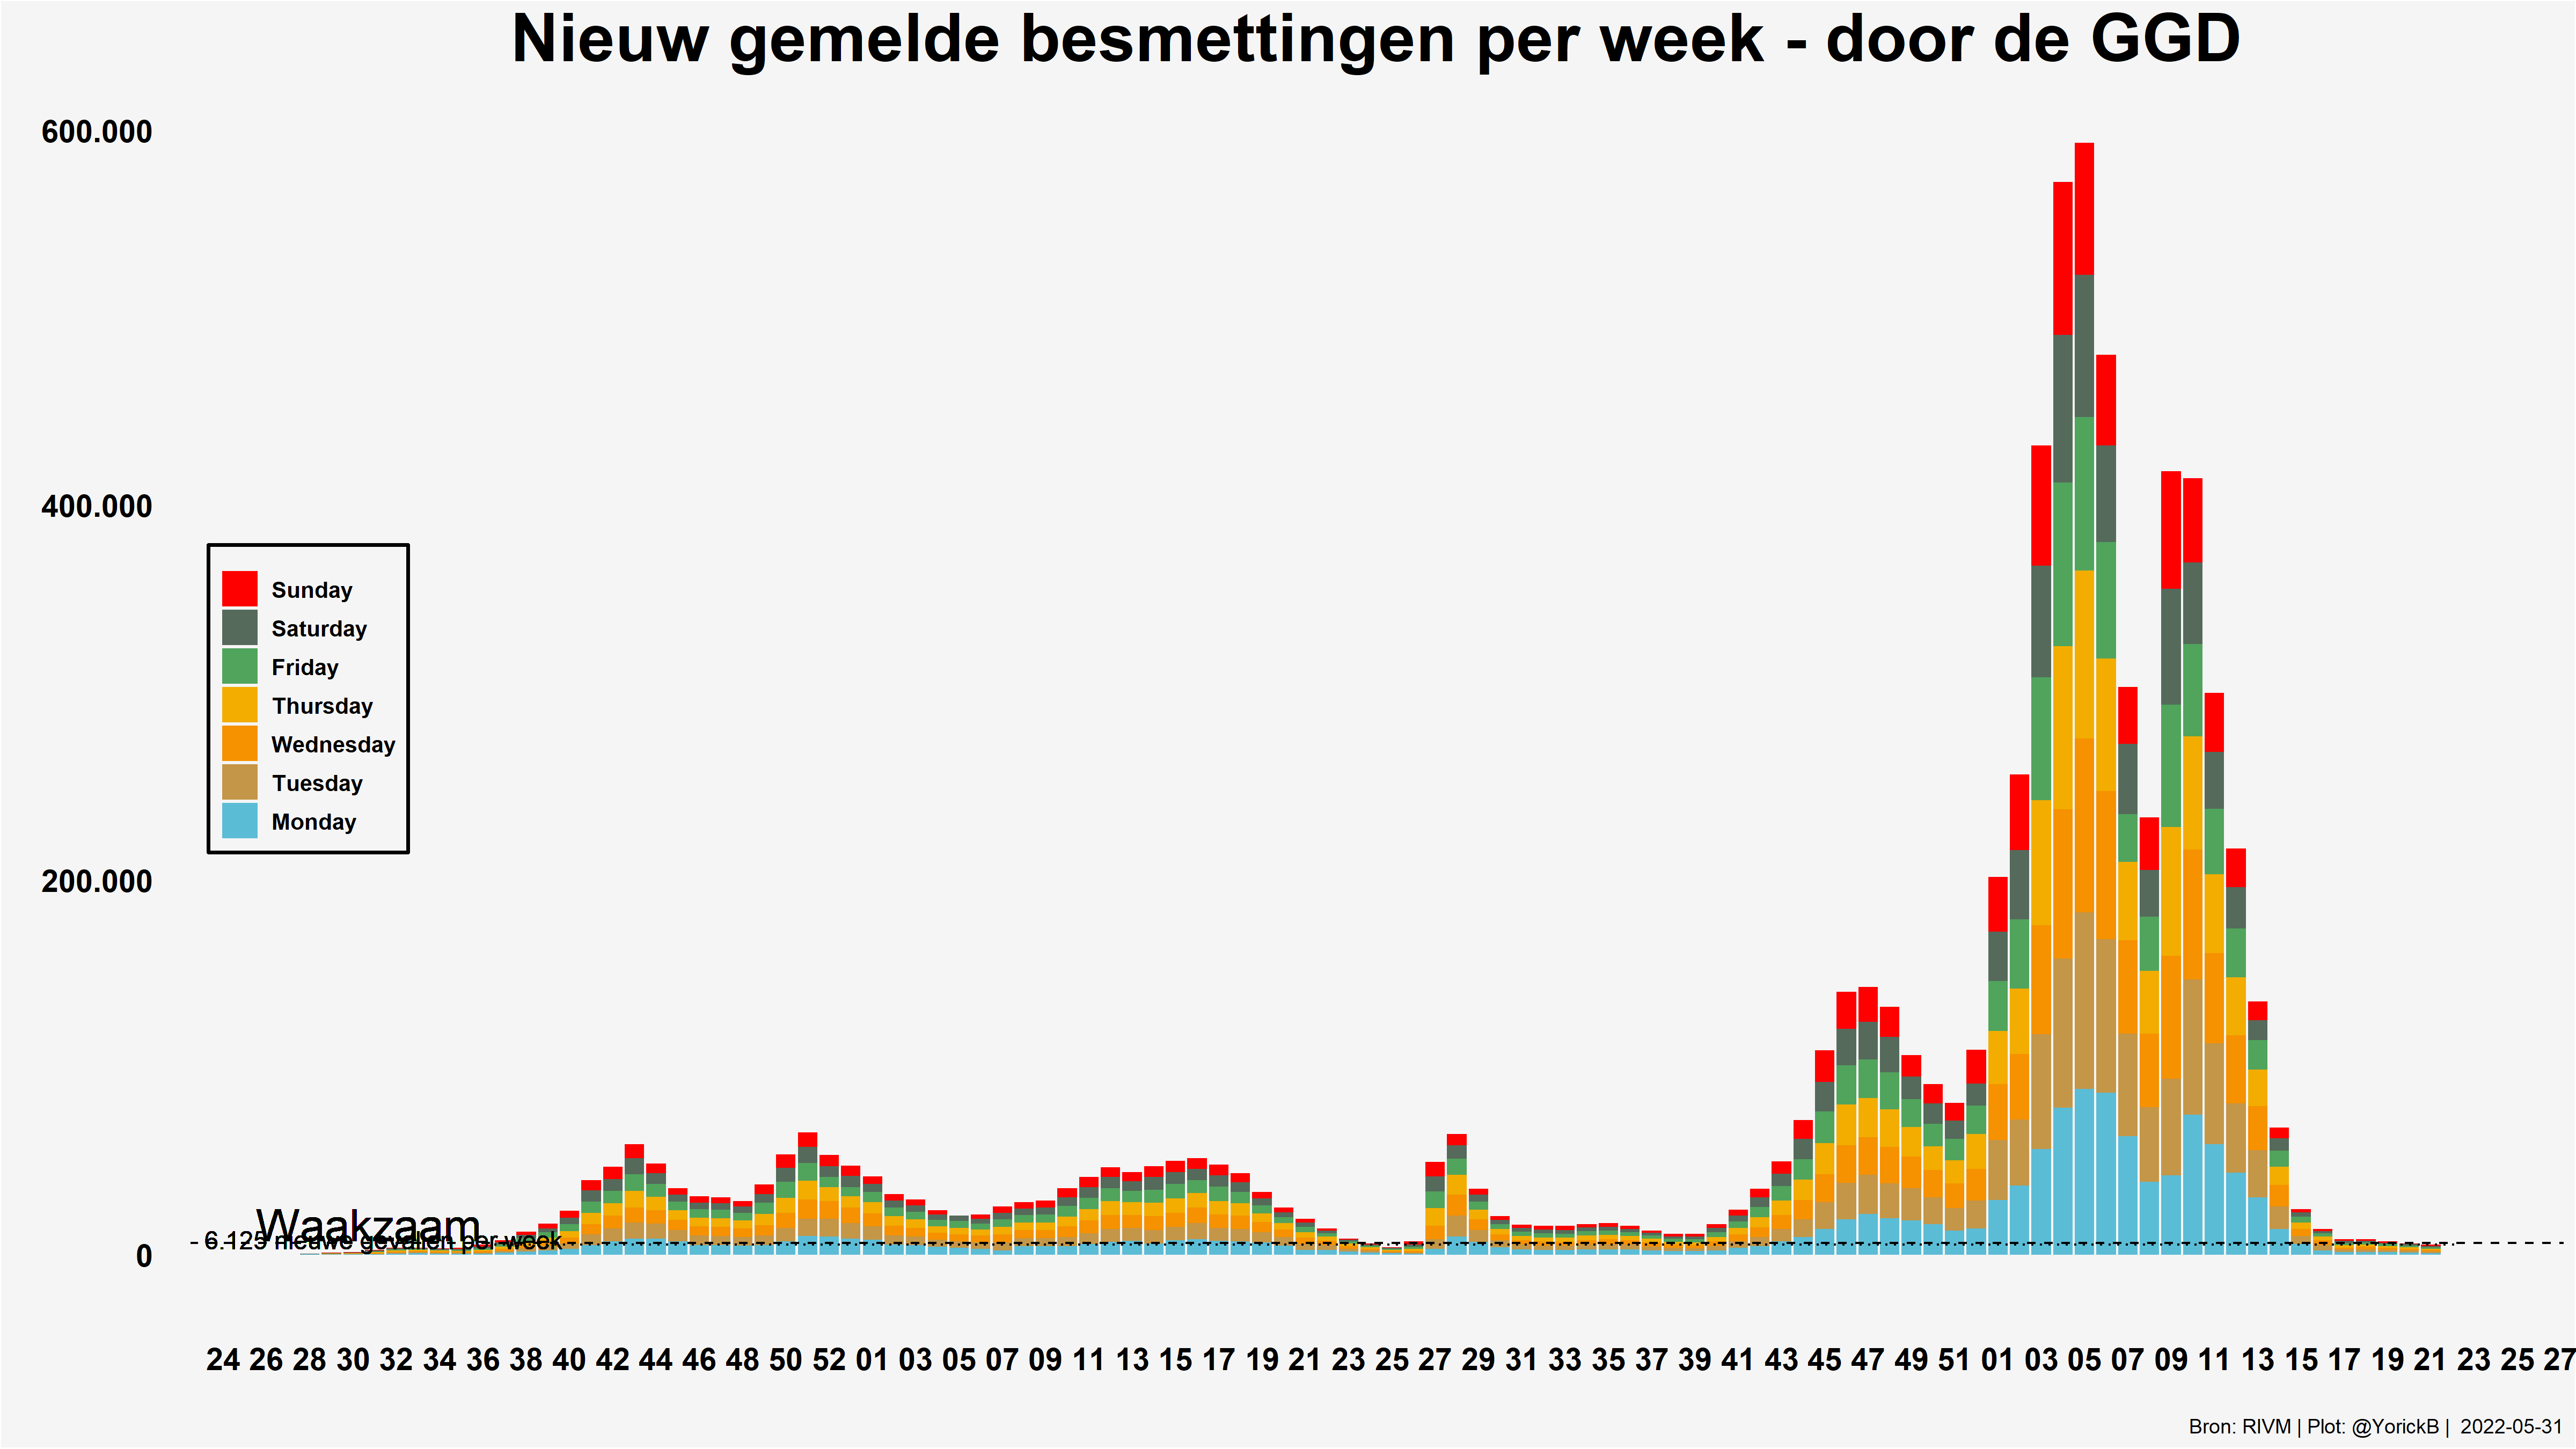 Nieuw gemelde besmettingen per week - door de GGD
600.000
400.000
200.000
0
Sunday
Saturday
Friday
Thursday
Wednesday
Tuesday
Monday
Waakzaam
6.125 nieuwe gevallen per week
24 26 28 30 32 34 36 38 40 42 44 46 48 50 52 01 03 05 07 09 11 13 15 17 19 21 23 25 27 29 31 33 35 37 39 41 43 45 47 49 51 01 03 05 07 09 11 13 15 17 19 21 23 25 27
Bron: RIVM | Plot: @YorickB | 2022-05-31